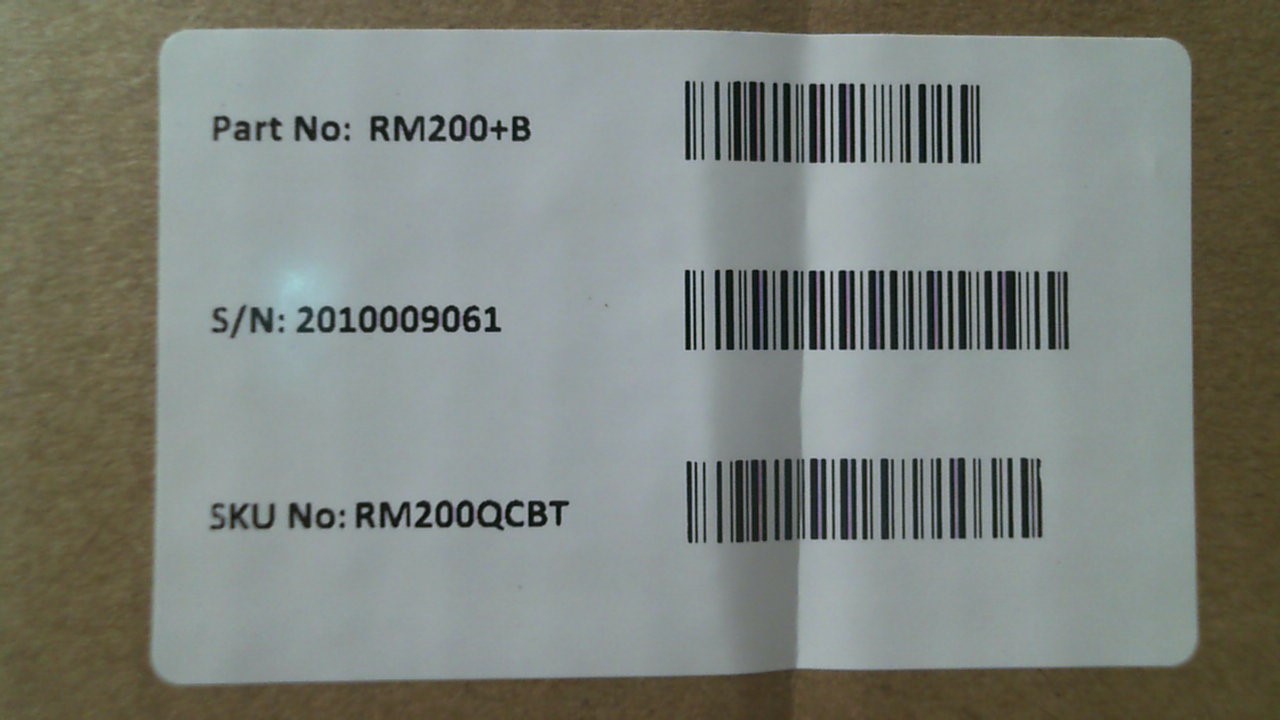 Part No: RM200+B
S/N: 2010009061
SKU No: RM200QCBT